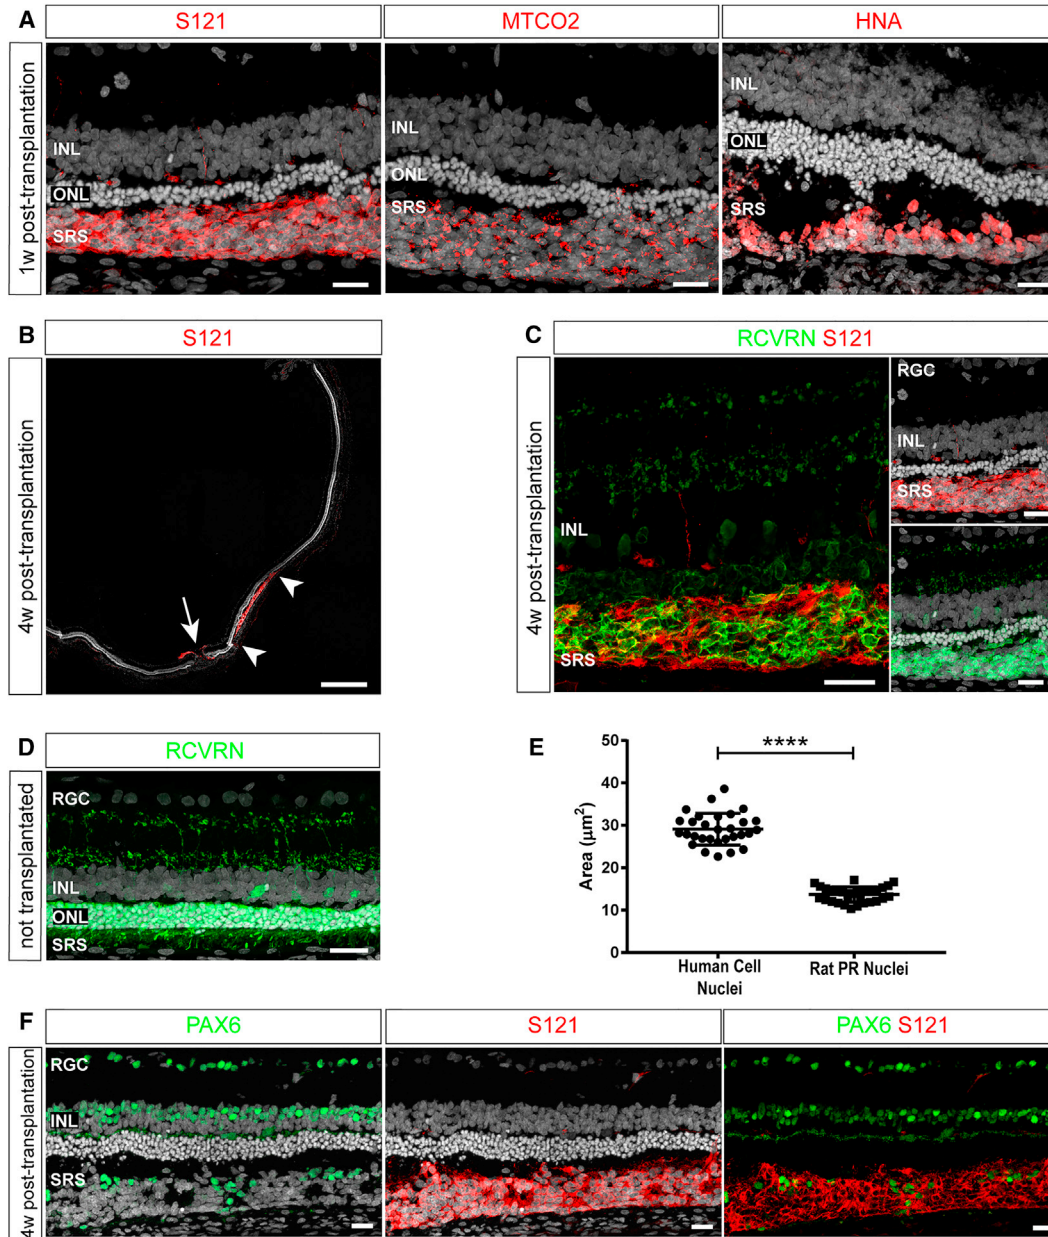 A
S121
MTCO2
HNA
1w post-transplantation
INL
ONL
SRS
INL
ONL
SRS
INL
ONL
SRS
B
S121
4w post-transplantation
C
RCVRN S121
4w post-transplantation
INL
SRS
RGC
INL
SRS
D
RCVRN
not transplantated
RGC
INL
ONL
SRS
E
****
Area (μm²)
50
40
30
20
10
0
Human Cell
Nuclei
Rat PR Nuclei
F
PAX6
S121
PAX6 S121
4w post-transplantation
RGC
INL
SRS